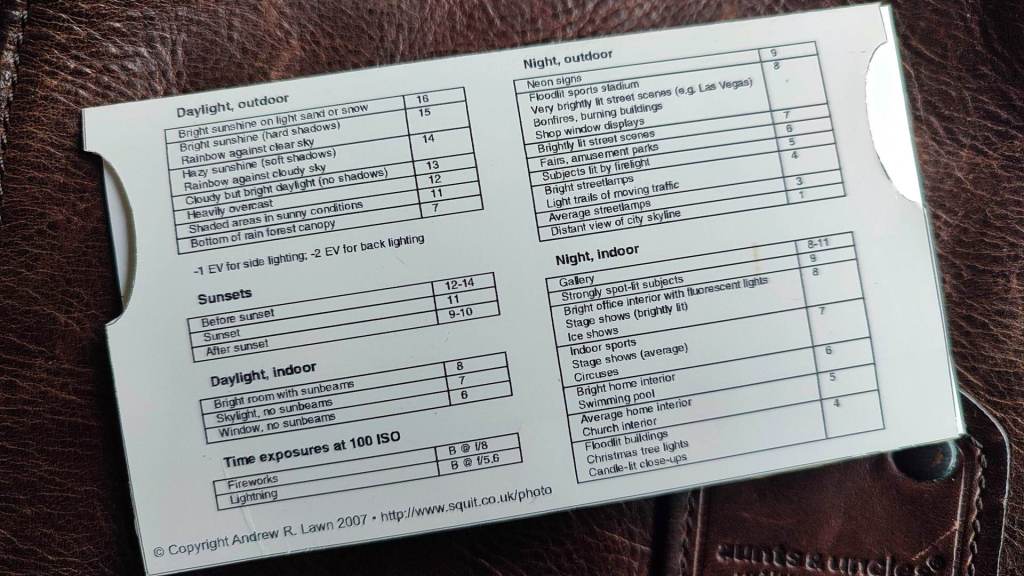 Daylight, outdoor
Bright sunshine on light sand or snow 16
Bright sunshine (hard shadows) 15
Rainbow against clear sky
Hazy sunshine (soft shadows) 14
Rainbow against cloudy sky
Cloudy but bright daylight (no shadows) 13
Heavily overcast 12
Shaded areas in sunny conditions 11
Bottom of rain forest canopy 7
-1 EV for side lighting; -2 EV for back lighting
Sunsets
Before sunset 12-14
Sunset 11
After sunset 9-10
Daylight, indoor
Bright room with sunbeams 8
Skylight, no sunbeams 7
Window, no sunbeams 6
Time exposures at 100 ISO
Fireworks B @ f/8
Lightning B @ f/5.6
© Copyright Andrew R. Lawn 2007 • http://www.squit.co.uk/photo
Night, outdoor
Neon signs 9
Floodlit sports stadium 8
Very brightly lit street scenes (e.g. Las Vegas)
Bonfires, burning buildings
Shop window displays
Brightly lit street scenes 7
Fairs, amusement parks 6
Subjects lit by firelight 5
Bright streetlamps 4
Light trails of moving traffic
Average streetlamps 3
Distant view of city skyline 1
Night, indoor
Gallery 8-11
Strongly spot-lit subjects 9
Bright office interior with fluorescent lights 8
Stage shows (brightly lit)
Ice shows
Indoor sports 7
Stage shows (average)
Circuses
Bright home interior 6
Swimming pool
Average home interior 5
Church interior
Floodlit buildings 4
Christmas tree lights
Candle-lit close-ups
aunts & uncles®